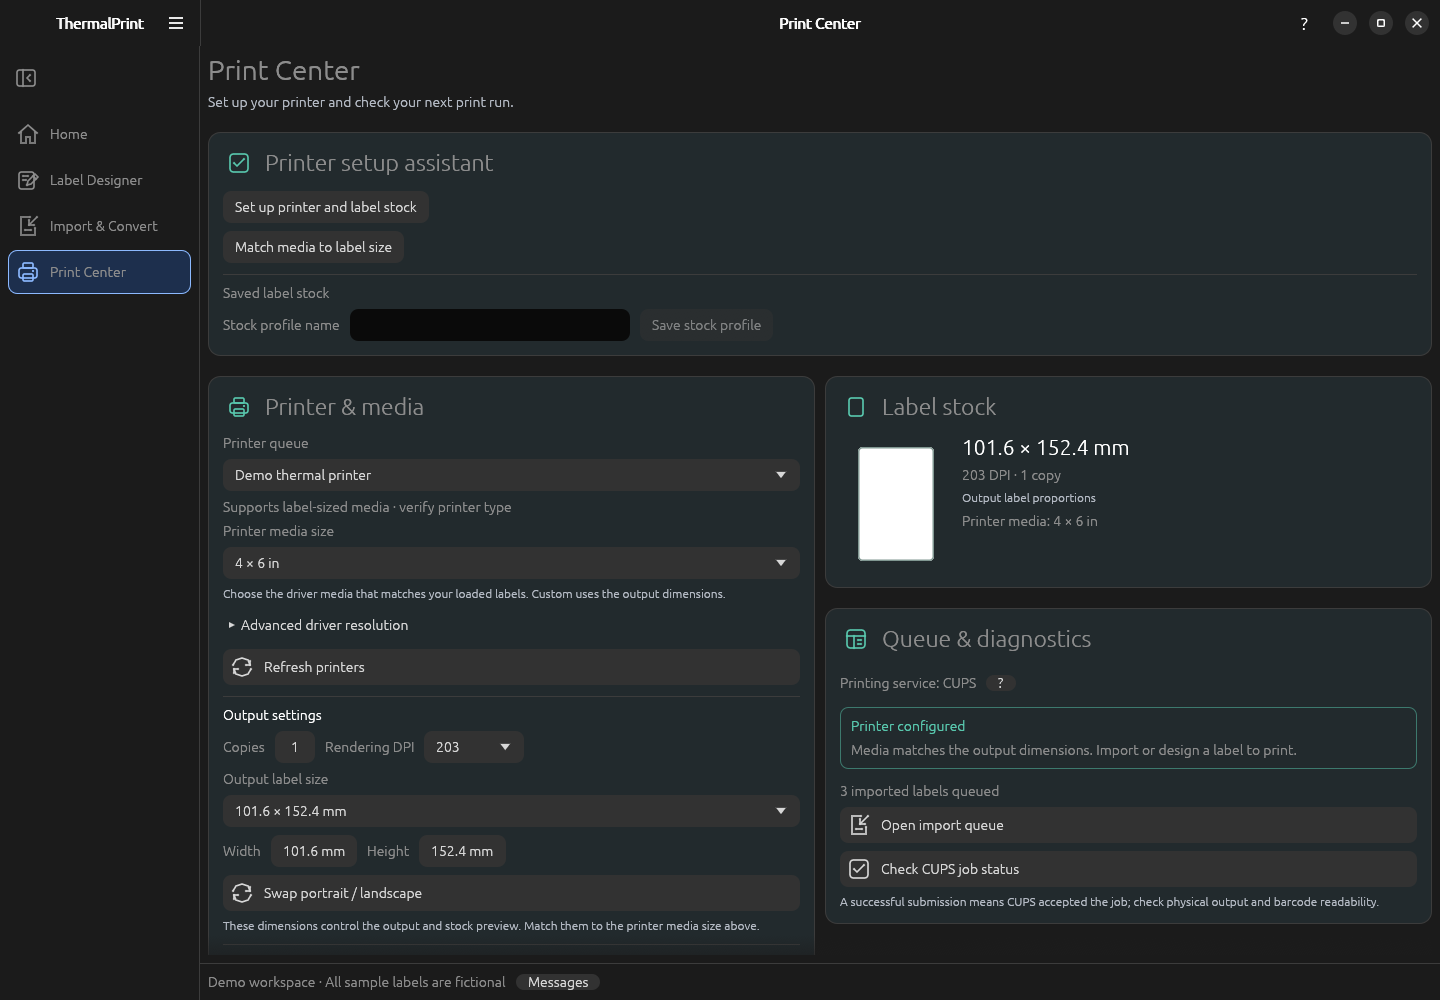 ThermalPrint
Print Center
?
Home
Label Designer
Import & Convert
Print Center
Print Center
Set up your printer and check your next print run.
Printer setup assistant
Set up printer and label stock
Match media to label size
Saved label stock
Stock profile name
Save stock profile
Printer & media
Printer queue
Demo thermal printer
Supports label-sized media · verify printer type
Printer media size
4 × 6 in
Choose the driver media that matches your loaded labels. Custom uses the output dimensions.
Advanced driver resolution
Refresh printers
Output settings
Copies 1 Rendering DPI 203
Output label size
101.6 × 152.4 mm
Width 101.6 mm Height 152.4 mm
Swap portrait / landscape
These dimensions control the output and stock preview. Match them to the printer media size above.
Label stock
101.6 × 152.4 mm
203 DPI · 1 copy
Output label proportions
Printer media: 4 × 6 in
Queue & diagnostics
Printing service: CUPS ?
Printer configured
Media matches the output dimensions. Import or design a label to print.
3 imported labels queued
Open import queue
Check CUPS job status
A successful submission means CUPS accepted the job; check physical output and barcode readability.
Demo workspace · All sample labels are fictional Messages